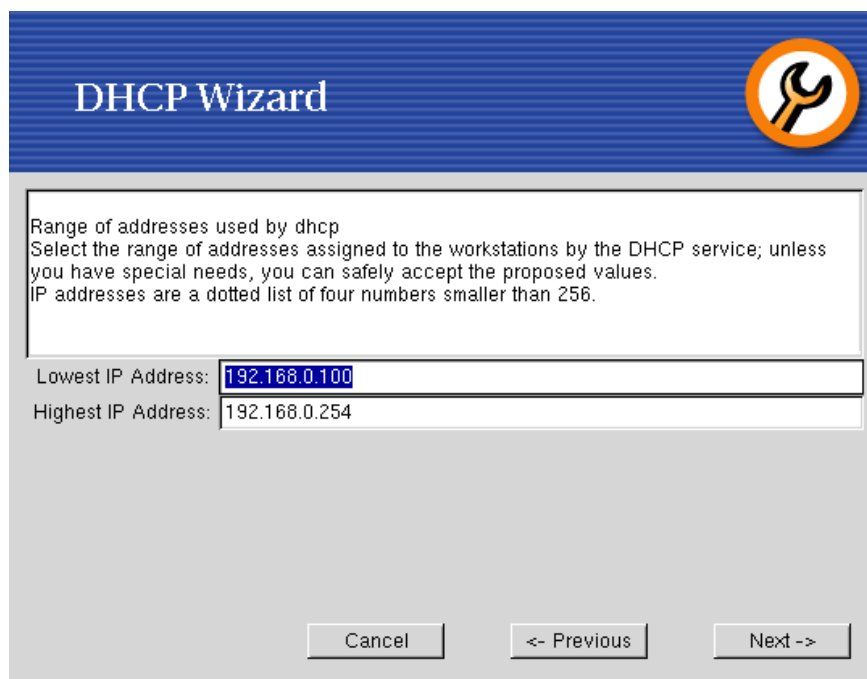 DHCP Wizard
Range of addresses used by dhcp
Select the range of addresses assigned to the workstations by the DHCP service; unless
you have special needs, you can safely accept the proposed values.
IP addresses are a dotted list of four numbers smaller than 256.
Lowest IP Address: 192.168.0.100
Highest IP Address: 192.168.0.254
Cancel <- Previous Next ->